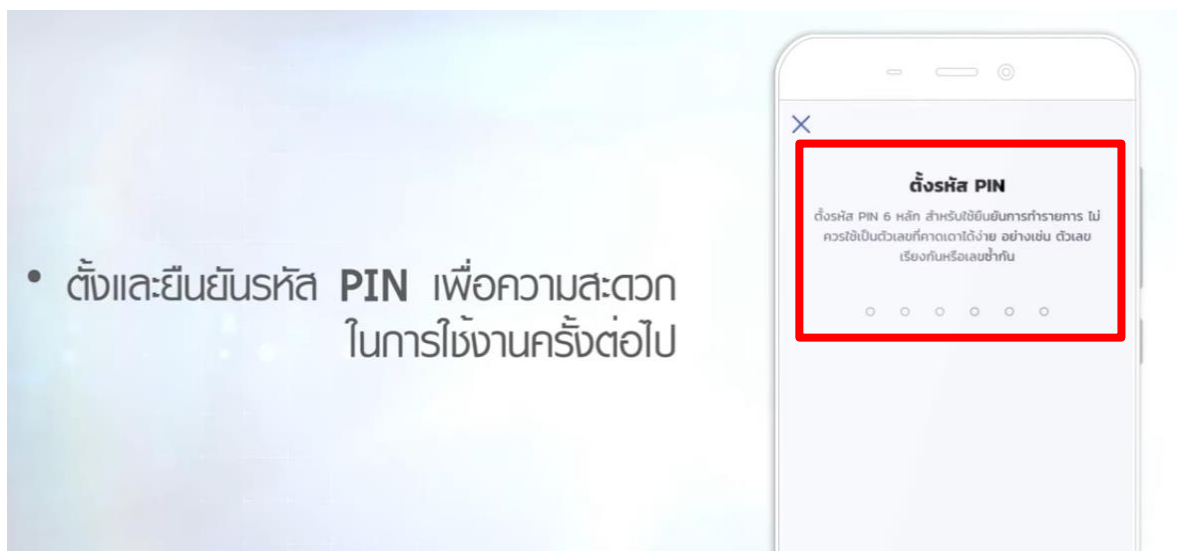 • ตั้งและยืนยันรหัส PIN เพื่อความสะดวก
ในการใช้งานครั้งต่อไป
ตั้งรหัส PIN
ตั้งรหัส PIN 6 หลัก สำหรับใช้ยืนยันการทำรายการ ไม่
ควรใช้เป็นตัวเลขที่คาดเดาได้ง่าย อย่างเช่น ตัวเลข
เรียงกันหรือเลขซ้ำกัน